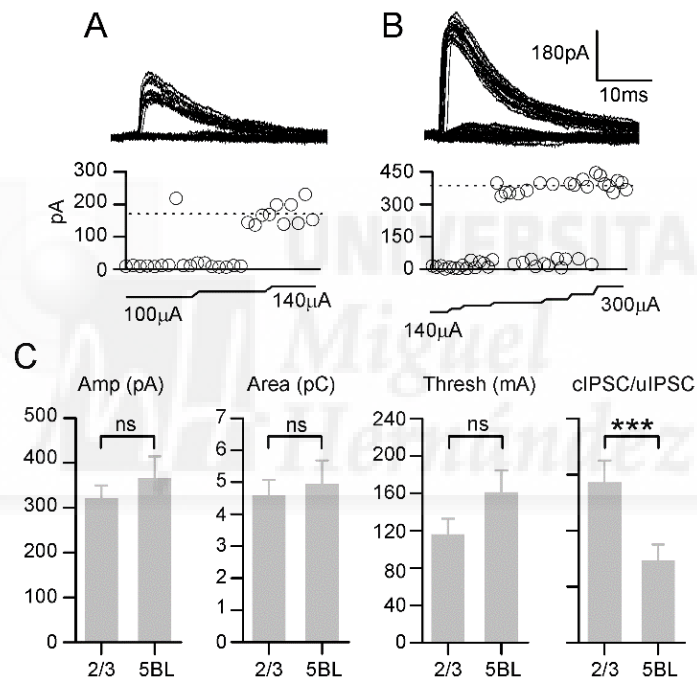 A
B
180pA
10ms
300
200
100
0
pA
450
300
150
0
100µA
140µA
140µA
300µA
UNIVERSITA
Miguel
Hernández
C
Amp (pA)
Area (pC)
Thresh (mA)
cIPSC/uIPSC
500
400
300
300
200
100
0
ns
2/3
5BL
7
6
5
4
3
2
1
0
ns
2/3
5BL
240
200
160
120
80
40
0
ns
2/3
5BL
***
2/3
5BL